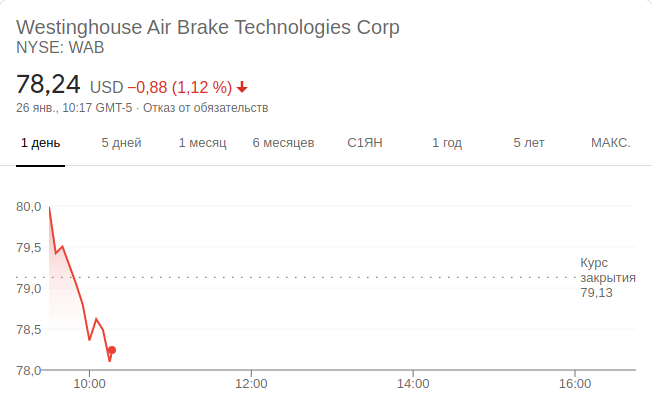 Westinghouse Air Brake Technologies Corp
NYSE: WAB
78,24 USD −0,88 (1,12 %)
26 янв., 10:17 GMT-5 · Отказ от обязательств
1 день 5 дней 1 месяц 6 месяцев С1ЯН 1 год 5 лет МАКС.
80,0
79,5
Курс
закрытия
79,13
79,0
78,5
78,0
10:00 12:00 14:00 16:00